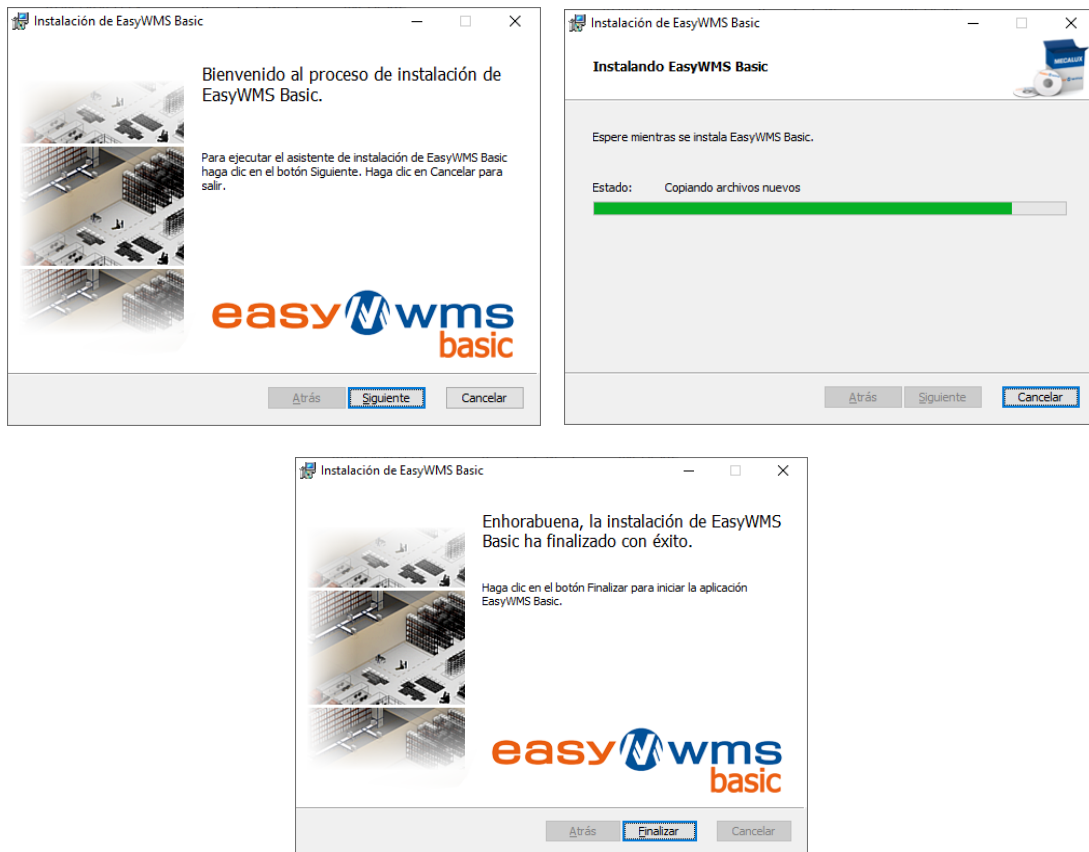 Instalación de EasyWMS Basic
Bienvenido al proceso de instalación de
EasyWMS Basic.
Para ejecutar el asistente de instalación de EasyWMS Basic
haga clic en el botón Siguiente. Haga clic en Cancelar para
salir.
easy wms
basic
Atrás Siguiente Cancelar
Instalación de EasyWMS Basic
Instalando EasyWMS Basic
MECALUX
Espere mientras se instala EasyWMS Basic.
Estado: Copiando archivos nuevos
Atrás Siguiente Cancelar
Instalación de EasyWMS Basic
Enhorabuena, la instalación de EasyWMS
Basic ha finalizado con éxito.
Haga clic en el botón Finalizar para iniciar la aplicación
EasyWMS Basic.
easy wms
basic
Atrás Finalizar Cancelar